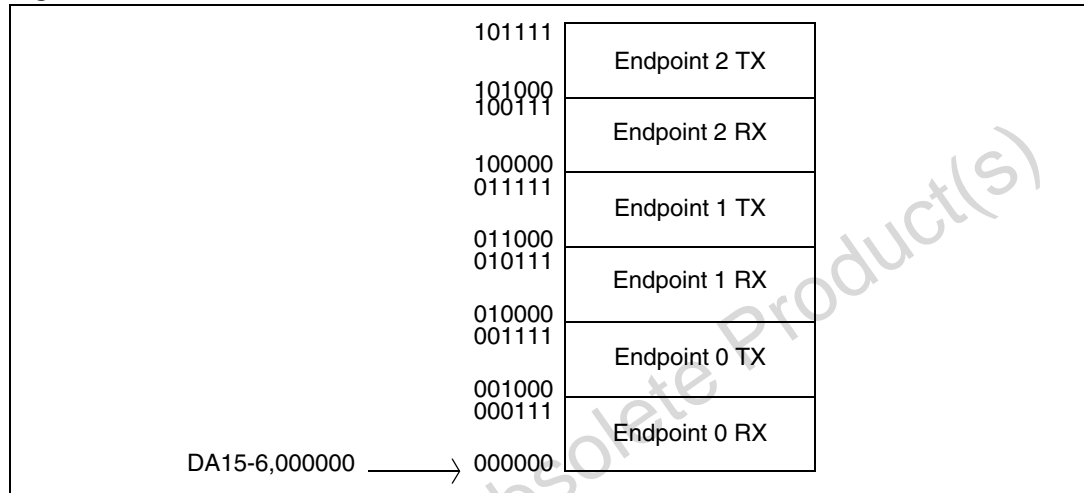 101111
Endpoint 2 TX
101000
100111
Endpoint 2 RX
100000
011111
Endpoint 1 TX
011000
010111
Endpoint 1 RX
010000
001111
Endpoint 0 TX
001000
000111
Endpoint 0 RX
DA15-6,000000
000000
bsolete Product(s)